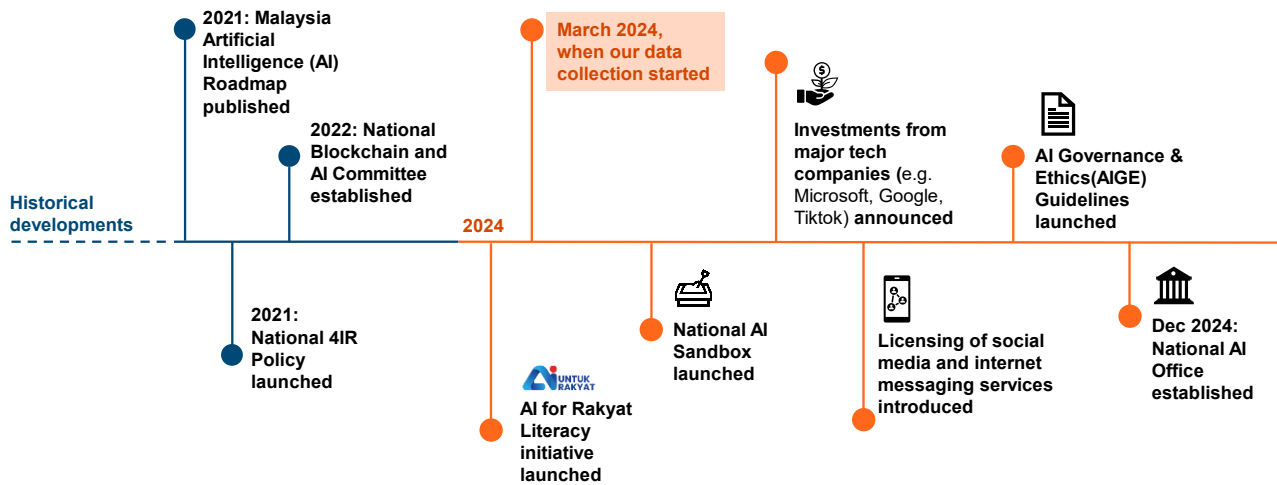 2021: Malaysia
Artificial
Intelligence (AI)
Roadmap
published
2022: National
Blockchain and
AI Committee
established
Historical
developments
2021:
National 4IR
Policy
launched
2024
March 2024,
when our data
collection started
UNTUK
RAKYAT
AI for Rakyat
Literacy
initiative
launched
National AI
Sandbox
launched
$
Investments from
major tech
companies (e.g.
Microsoft, Google,
Tiktok) announced
Licensing of social
media and internet
messaging services
introduced
AI Governance &
Ethics(AIGE)
Guidelines
launched
Dec 2024:
National AI
Office
established